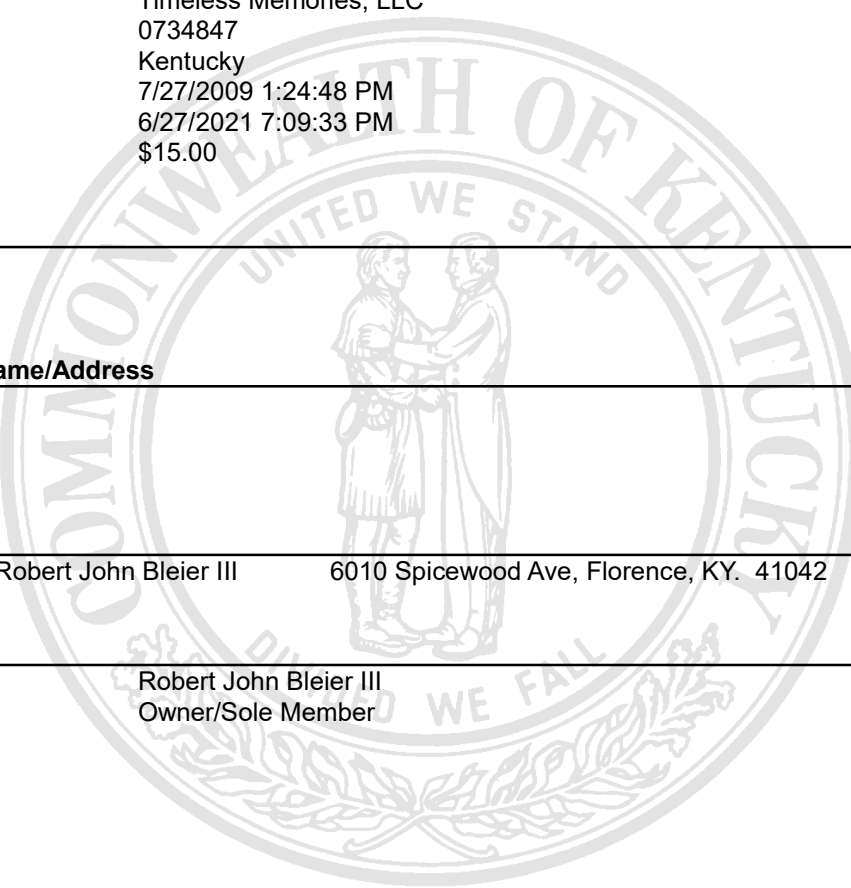 Timeless Memories, LLC
0734847
Kentucky
7/27/2009 1:24:48 PM
6/27/2021 7:09:33 PM
$15.00
COMMONWEALTH OF KENTUCKY
UNITED WE STAND
ame/Address
Robert John Bleier III 6010 Spicewood Ave, Florence, KY. 41042
DIVIDED WE FALL
Robert John Bleier III
Owner/Sole Member